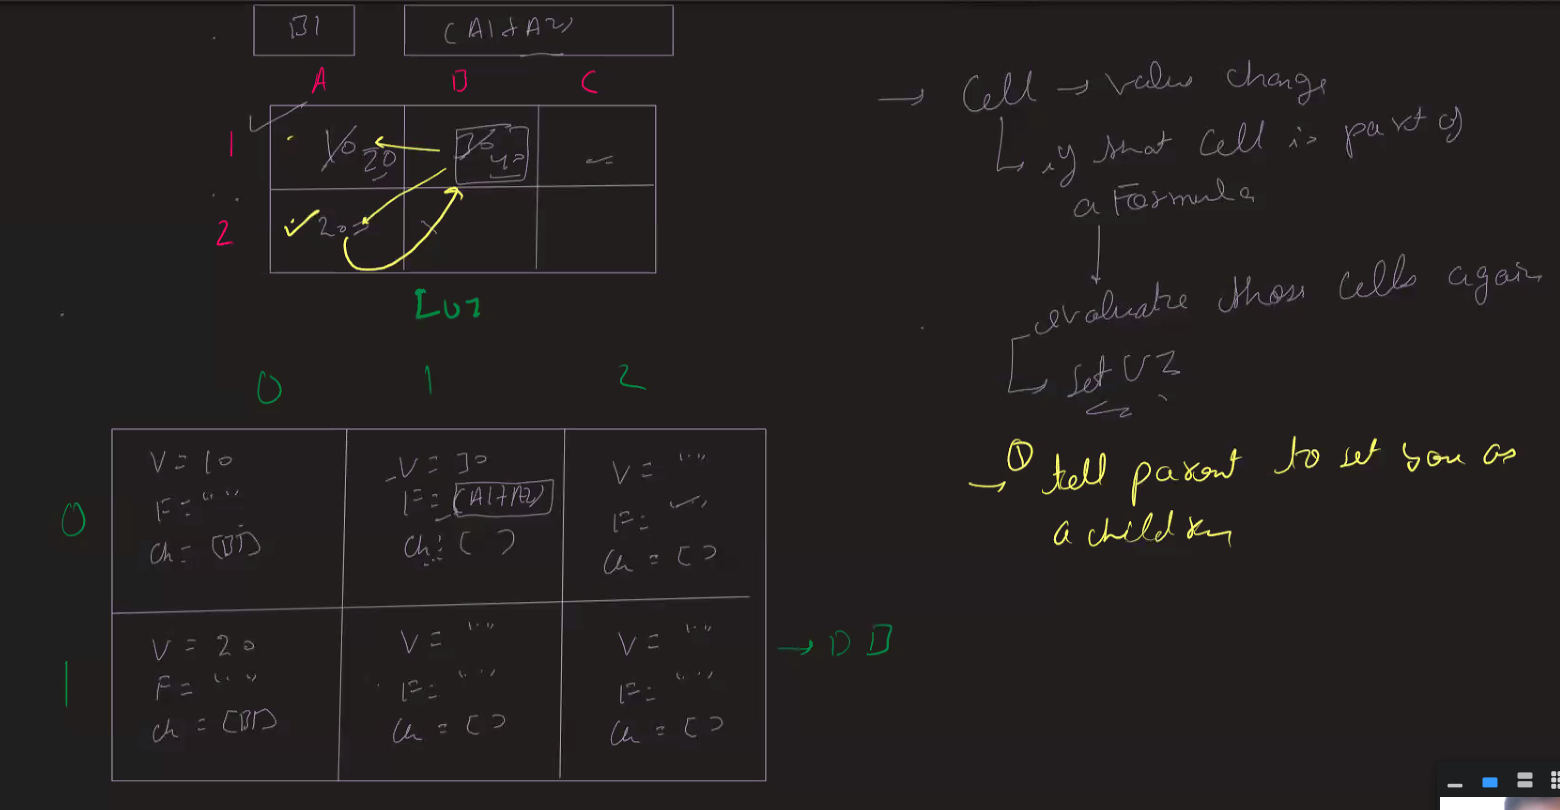 B1
(A1+A2)
A B C
1
10 20
30 40
2
20
0 1 2
0
V = 10
F = " "
Ch = [B1]
V = 30
F = (A1+A2)
Ch = [ ]
V = " "
F =
Ch = [ ]
1
V = 20
F = " "
Ch = [B1]
V = " "
F = " "
Ch = [ ]
V = " "
F = " "
Ch = [ ]
→ DB
→ Cell → value change
if that cell is part of
a Formula
evaluate those cells again
set UI
→ ① tell parent to set you as
a children